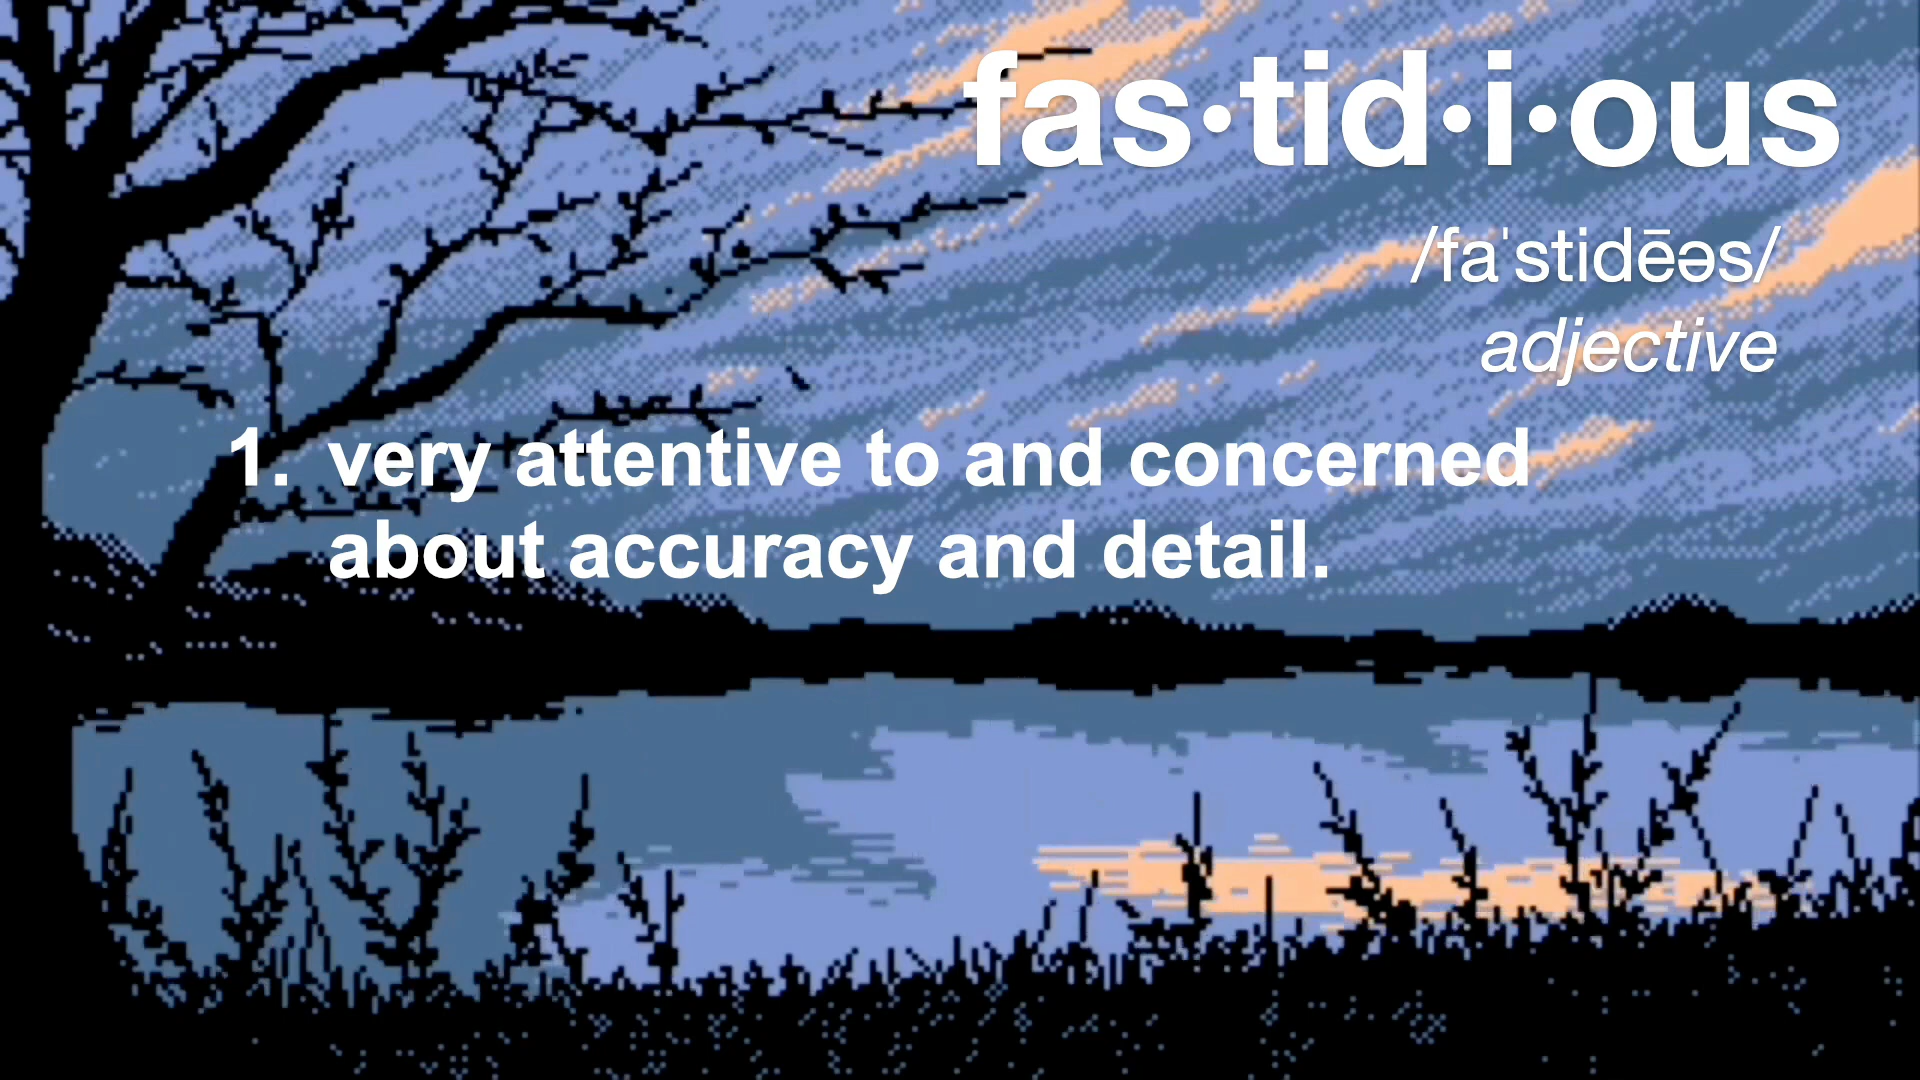 fas•tid•i•ous
/faˈstidēəs/
adjective
1. very attentive to and concerned
about accuracy and detail.